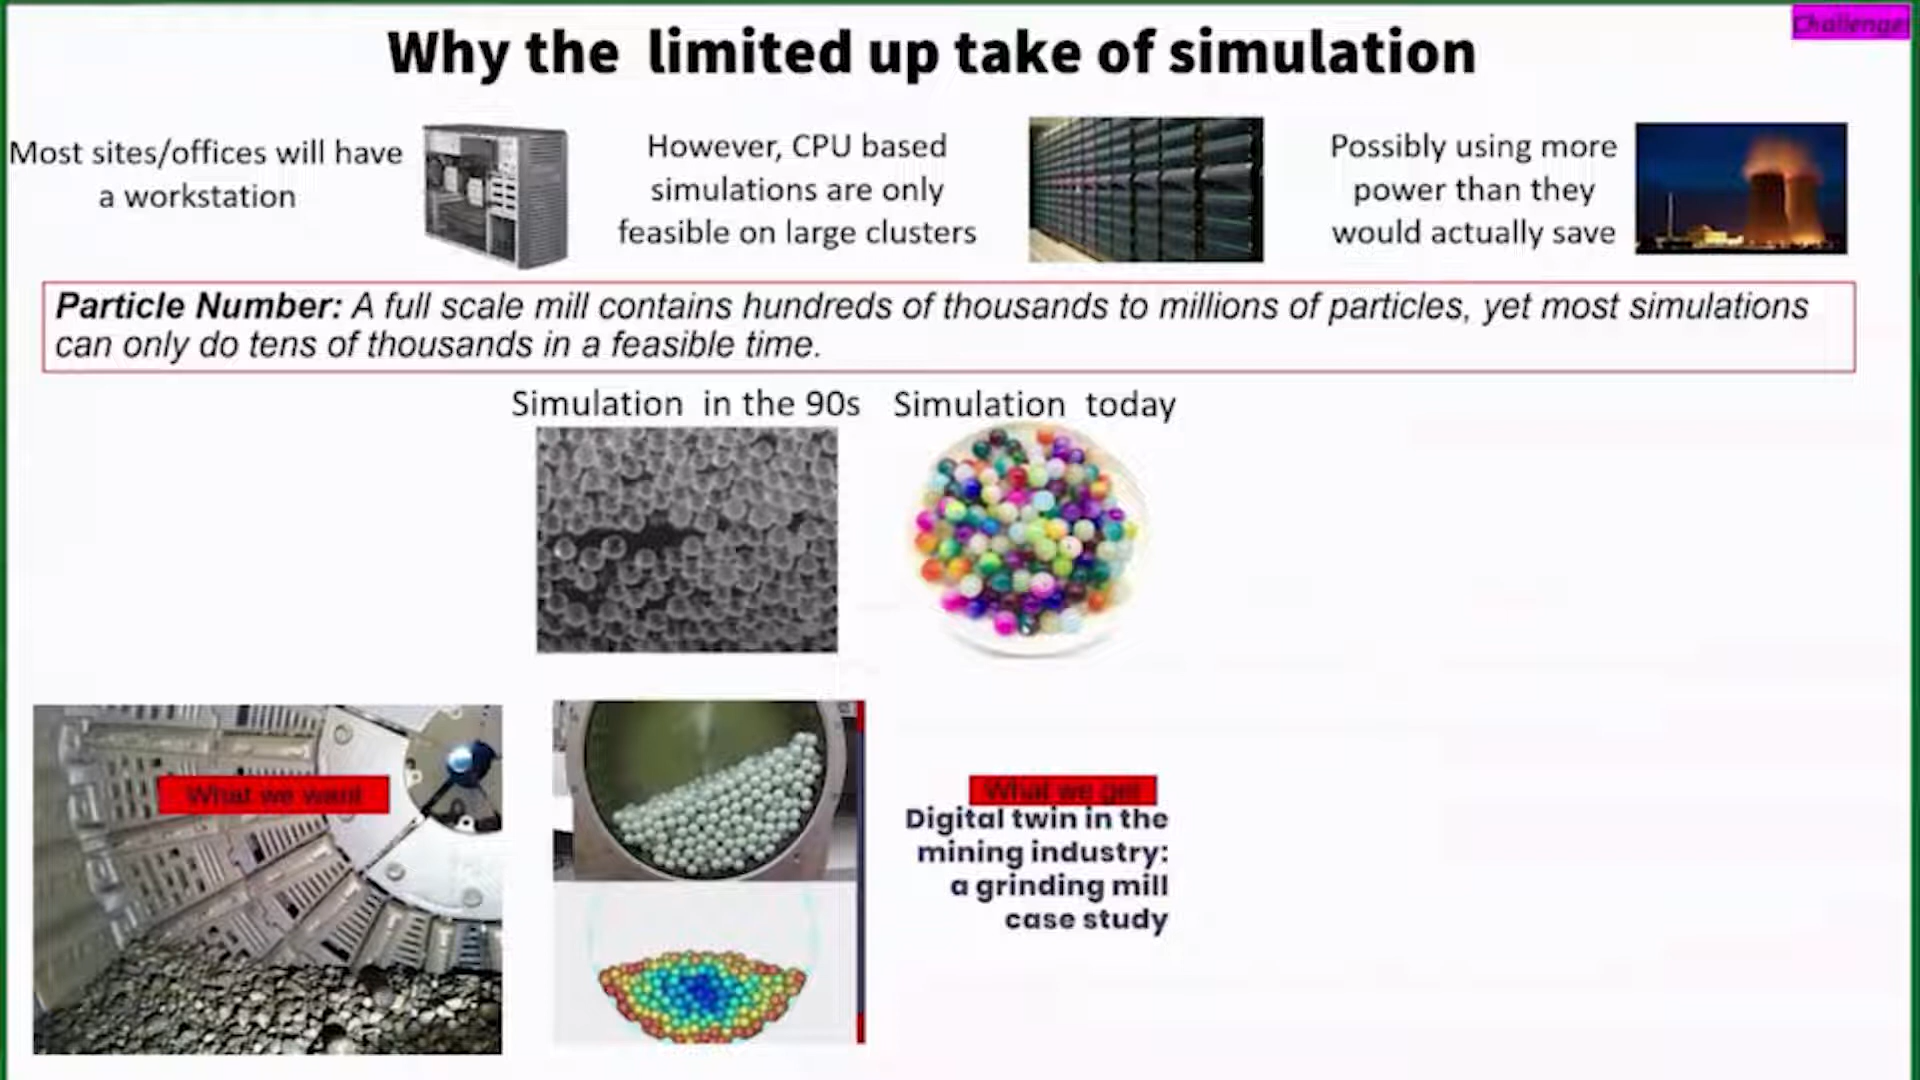 Challenge
Why the limited up take of simulation
Most sites/offices will have
a workstation
However, CPU based
simulations are only
feasible on large clusters
Possibly using more
power than they
would actually save
Particle Number: A full scale mill contains hundreds of thousands to millions of particles, yet most simulations
can only do tens of thousands in a feasible time.
Simulation in the 90s
Simulation today
What we want
What we get
Digital twin in the
mining industry:
a grinding mill
case study